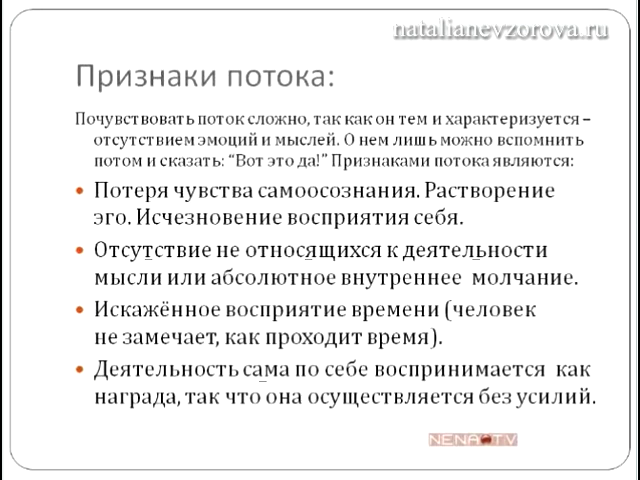 natalianevzorova.ru
Признаки потока:
Почувствовать поток сложно, так как он тем и характеризуется –
отсутствием эмоций и мыслей. О нем лишь можно вспомнить
потом и сказать: “Вот это да!” Признаками потока являются:
• Потеря чувства самоосознания. Растворение
эго. Исчезновение восприятия себя.
• Отсутствие не относящихся к деятельности
мысли или абсолютное внутреннее молчание.
• Искажённое восприятие времени (человек
не замечает, как проходит время).
• Деятельность сама по себе воспринимается как
награда, так что она осуществляется без усилий.
NENA TV